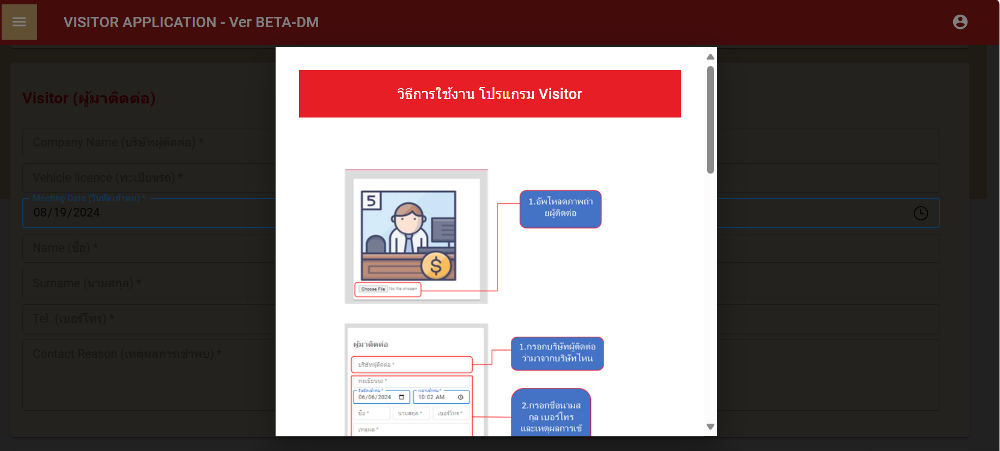 VISITOR APPLICATION - Ver BETA-DM
วิธีการใช้งาน โปรแกรม Visitor
Visitor (ผู้มาติดต่อ)
Company Name (บริษัทผู้ติดต่อ) *
Vehicle licence (ทะเบียนรถ) *
Meeting Date (วันนัดเข้าพบ) *
08/19/2024
Name (ชื่อ) *
Surname (นามสกุล) *
Tel. (เบอร์โทร) *
Contact Reason (เหตุผลการเข้าพบ) *
5
$
Choose File No file chosen
1.อัพโหลดภาพถ่า
ยผู้ติดต่อ
ผู้มาติดต่อ
บริษัทผู้ติดต่อ *
ทะเบียนรถ *
วันนัดเข้าพบ * เวลาเข้าพบ *
06/06/2024 10:02 AM
ชื่อ * นามสกุล * เบอร์โทร *
เหตุผล *
1.กรอกบริษัทผู้ติดต่อ
ว่ามาจากบริษัทไหน
2.กรอกชื่อนามส
กุล เบอร์โทร
และเหตุผลการเข้